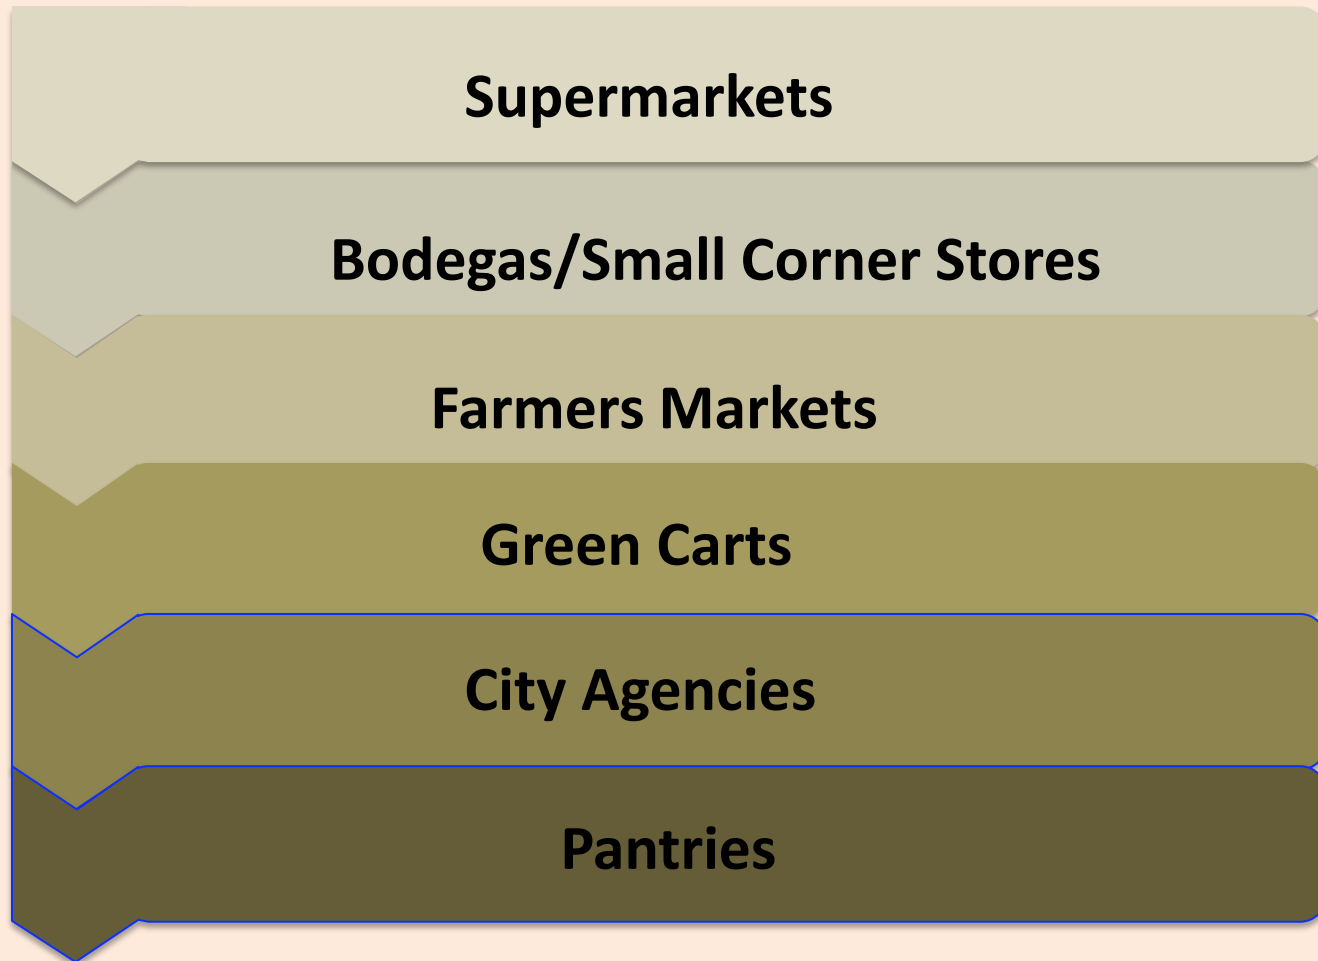 Supermarkets
Bodegas/Small Corner Stores
Farmers Markets
Green Carts
City Agencies
Pantries